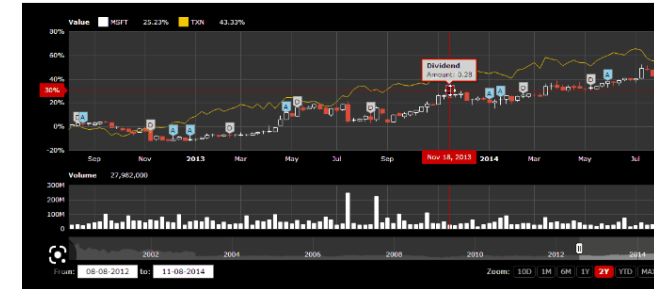 Value MSFT 25.23% TXN 43.33%
80%
60%
40%
30%
20%
0%
-20%
Dividend
Amount: 0.28
D A D A A D A D D A A D D A
Sep Nov 2013 Mar May Jul Sep Nov 18, 2013 2014 Mar May Jul
Volume 27,982,000
300M
200M
100M
0
2002 2004 2006 2008 2010 2012 2014
From: 08-08-2012 to: 11-08-2014 Zoom: 10D 1M 6M 1Y 2Y YTD MAX